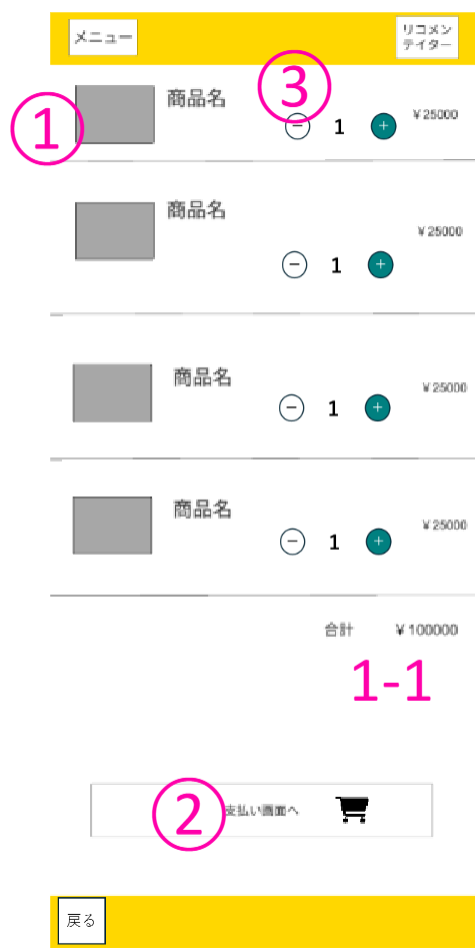 メニュー
リコメン
テイター
①
商品名
③
− 1 +
¥25000
商品名
¥25000
− 1 +
商品名
¥25000
− 1 +
商品名
¥25000
− 1 +
合計 ¥100000
1-1
②
支払い画面へ
戻る